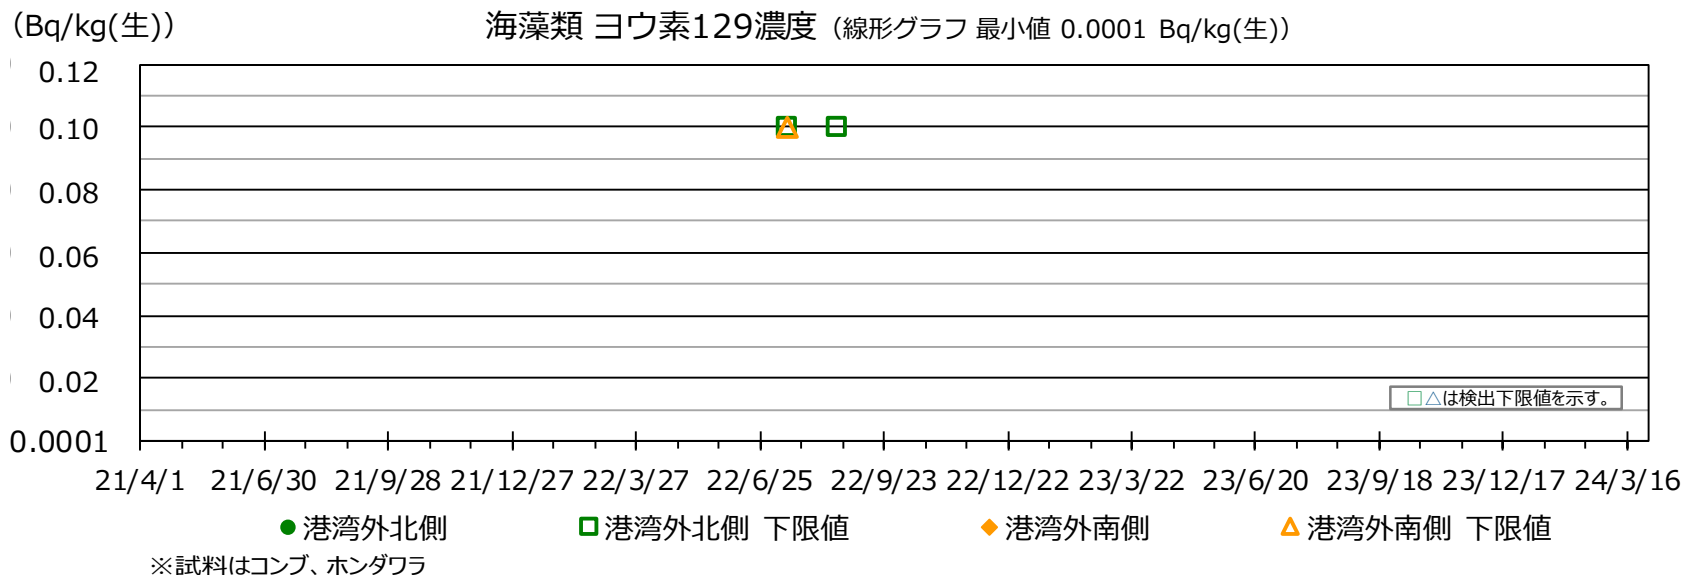 (Bq/kg(生))
海藻類 ヨウ素129濃度 (線形グラフ 最小値 0.0001 Bq/kg(生))
0.12
0.10
0.08
0.06
0.04
0.02
□△は検出下限値を示す。
0.0001
21/4/1 21/6/30 21/9/28 21/12/27 22/3/27 22/6/25 22/9/23 22/12/22 23/3/22 23/6/20 23/9/18 23/12/17 24/3/16
港湾外北側 港湾外北側 下限値 港湾外南側 港湾外南側 下限値
※試料はコンブ、ホンダワラ